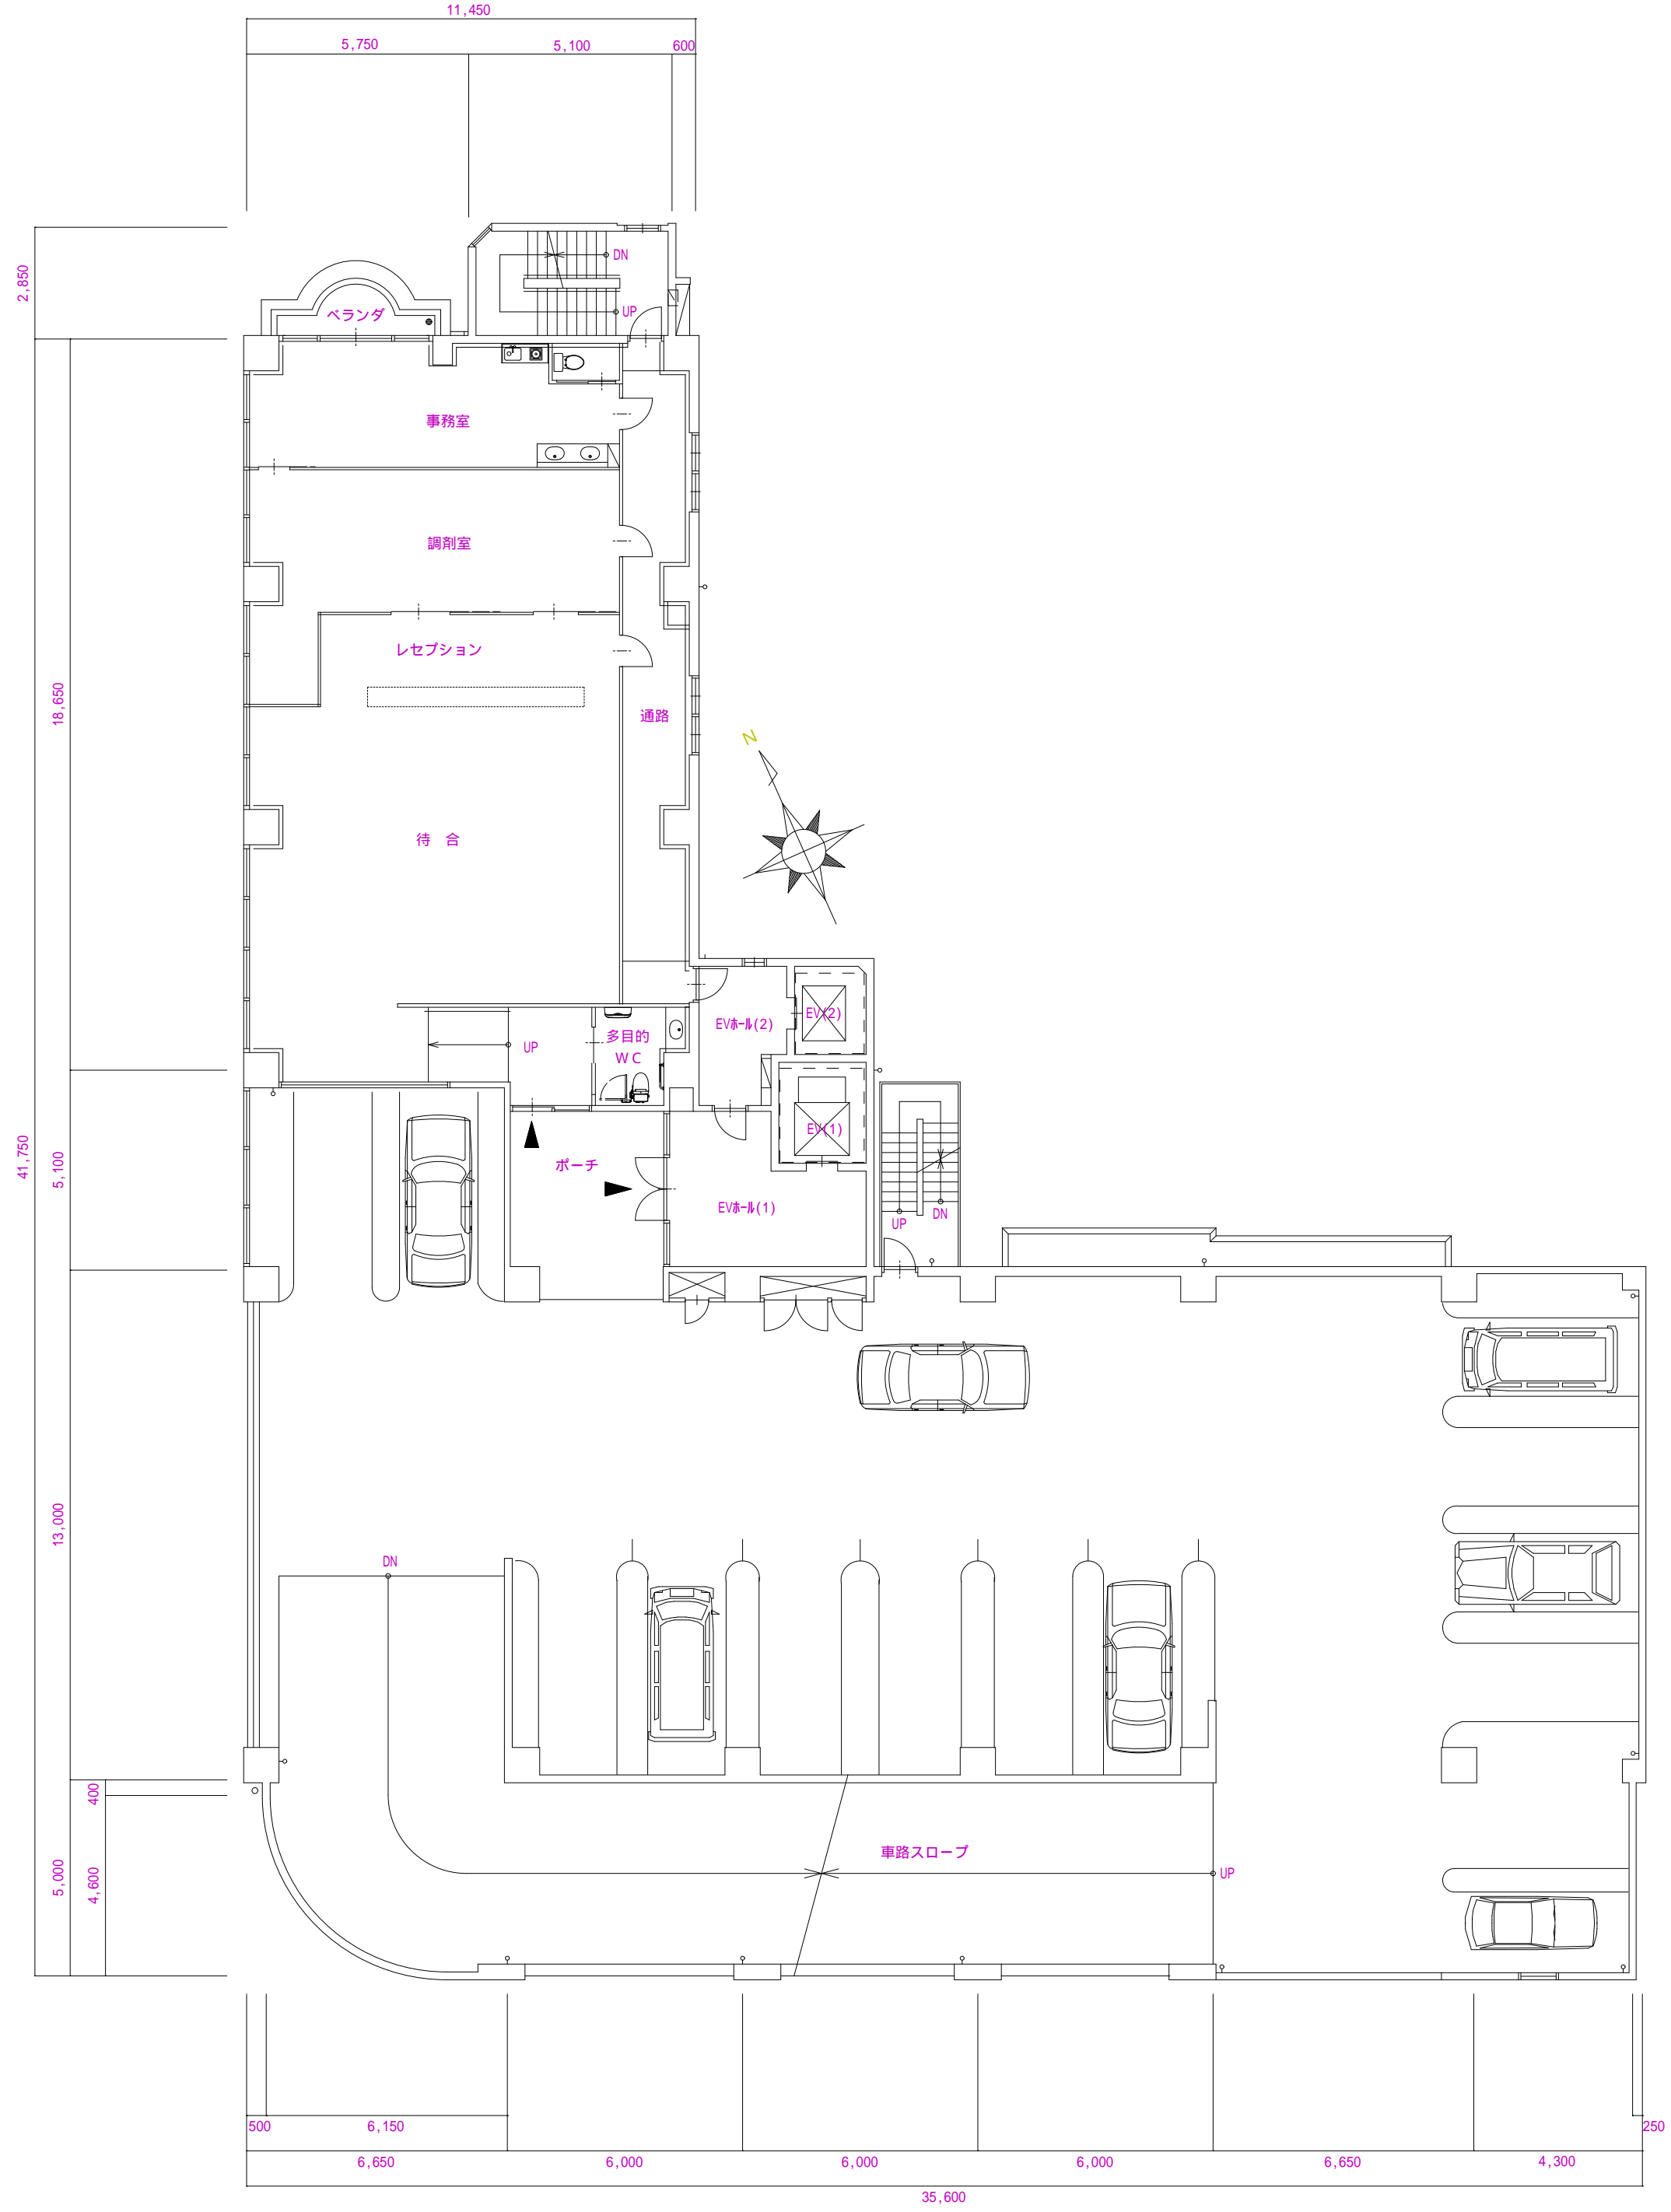 11,450
5,750
5,100
600
2,850
DN
UP
ベランダ
事務室
調剤室
レセプション
18,650
通路
N
待 合
EVホール(2)
EV(2)
多目的
WC
UP
EV(1)
41,750
5,100
ポーチ
EVホール(1)
UP
DN
13,000
DN
400
車路スロープ
UP
5,000
4,600
500
6,150
250
6,650
6,000
6,000
6,000
6,650
4,300
35,600